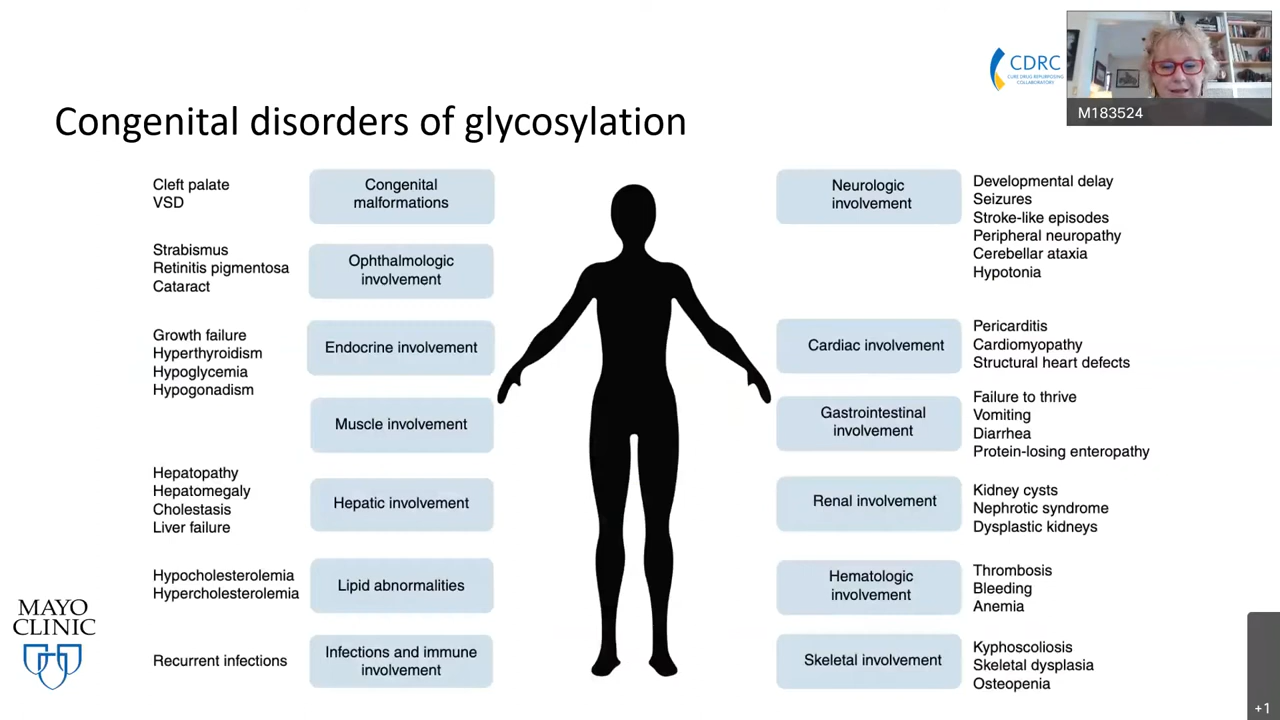 CDRC
CURE DRUG REPURPOSING
COLLABORATORY
M183524
Congenital disorders of glycosylation
Cleft palate
VSD
Congenital
malformations
Strabismus
Retinitis pigmentosa
Cataract
Ophthalmologic
involvement
Growth failure
Hyperthyroidism
Hypoglycemia
Hypogonadism
Endocrine involvement
Muscle involvement
Hepatopathy
Hepatomegaly
Cholestasis
Liver failure
Hepatic involvement
Hypocholesterolemia
Hypercholesterolemia
Lipid abnormalities
Recurrent infections
Infections and immune
involvement
Neurologic
involvement
Developmental delay
Seizures
Stroke-like episodes
Peripheral neuropathy
Cerebellar ataxia
Hypotonia
Cardiac involvement
Pericarditis
Cardiomyopathy
Structural heart defects
Gastrointestinal
involvement
Failure to thrive
Vomiting
Diarrhea
Protein-losing enteropathy
Renal involvement
Kidney cysts
Nephrotic syndrome
Dysplastic kidneys
Hematologic
involvement
Thrombosis
Bleeding
Anemia
Skeletal involvement
Kyphoscoliosis
Skeletal dysplasia
Osteopenia
MAYO
CLINIC
+1